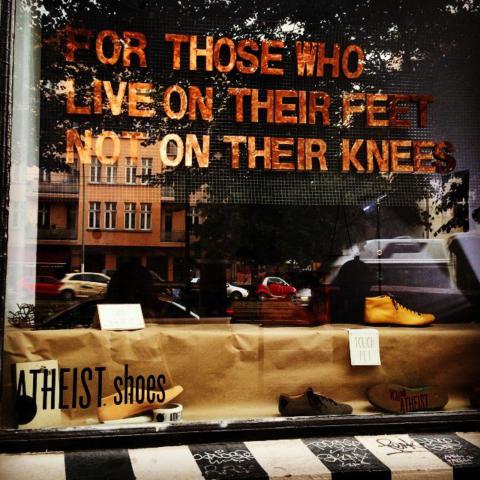 FOR THOSE WHO
LIVE ON THEIR FEET
NOT ON THEIR KNEES
TOUCH
ME!
ATHEIST. shoes
ATHEIST